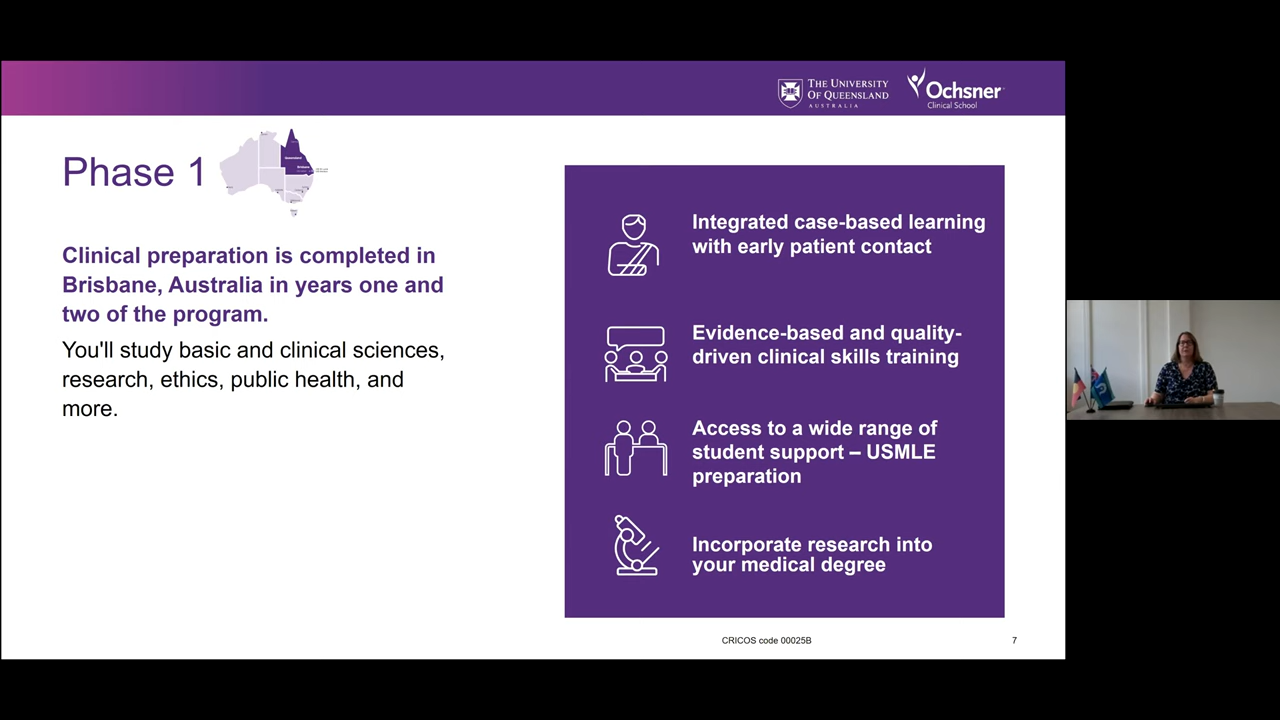 THE UNIVERSITY
OF QUEENSLAND
AUSTRALIA
Ochsner
Clinical School
Phase 1
Queensland
Clinical preparation is completed in
Brisbane, Australia in years one and
two of the program.
You'll study basic and clinical sciences,
research, ethics, public health, and
more.
Integrated case-based learning
with early patient contact
Evidence-based and quality-
driven clinical skills training
Access to a wide range of
student support – USMLE
preparation
Incorporate research into
your medical degree
CRICOS code 00025B
7